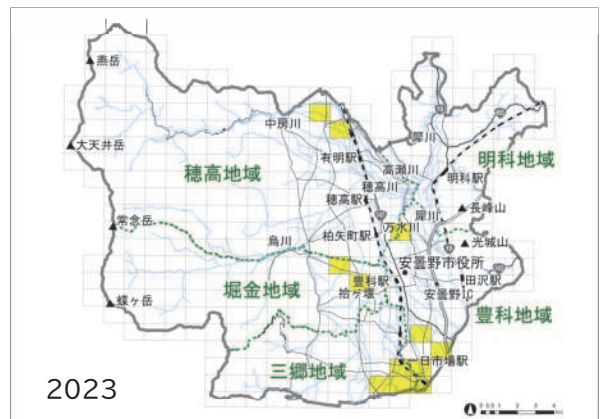 燕岳
中房川
大天井岳
有明駅
高瀬川
犀川
明科地域
穂高地域
穂高川
明科駅
穂高駅
長峰山
犀川
常念岳
万水川
柏矢町駅
光城山
烏川
安曇野市役所
豊科駅
田沢駅
堀金地域
拾ケ堰
安曇野IC
蝶ヶ岳
豊科地域
一日市場駅
三郷地域
2023